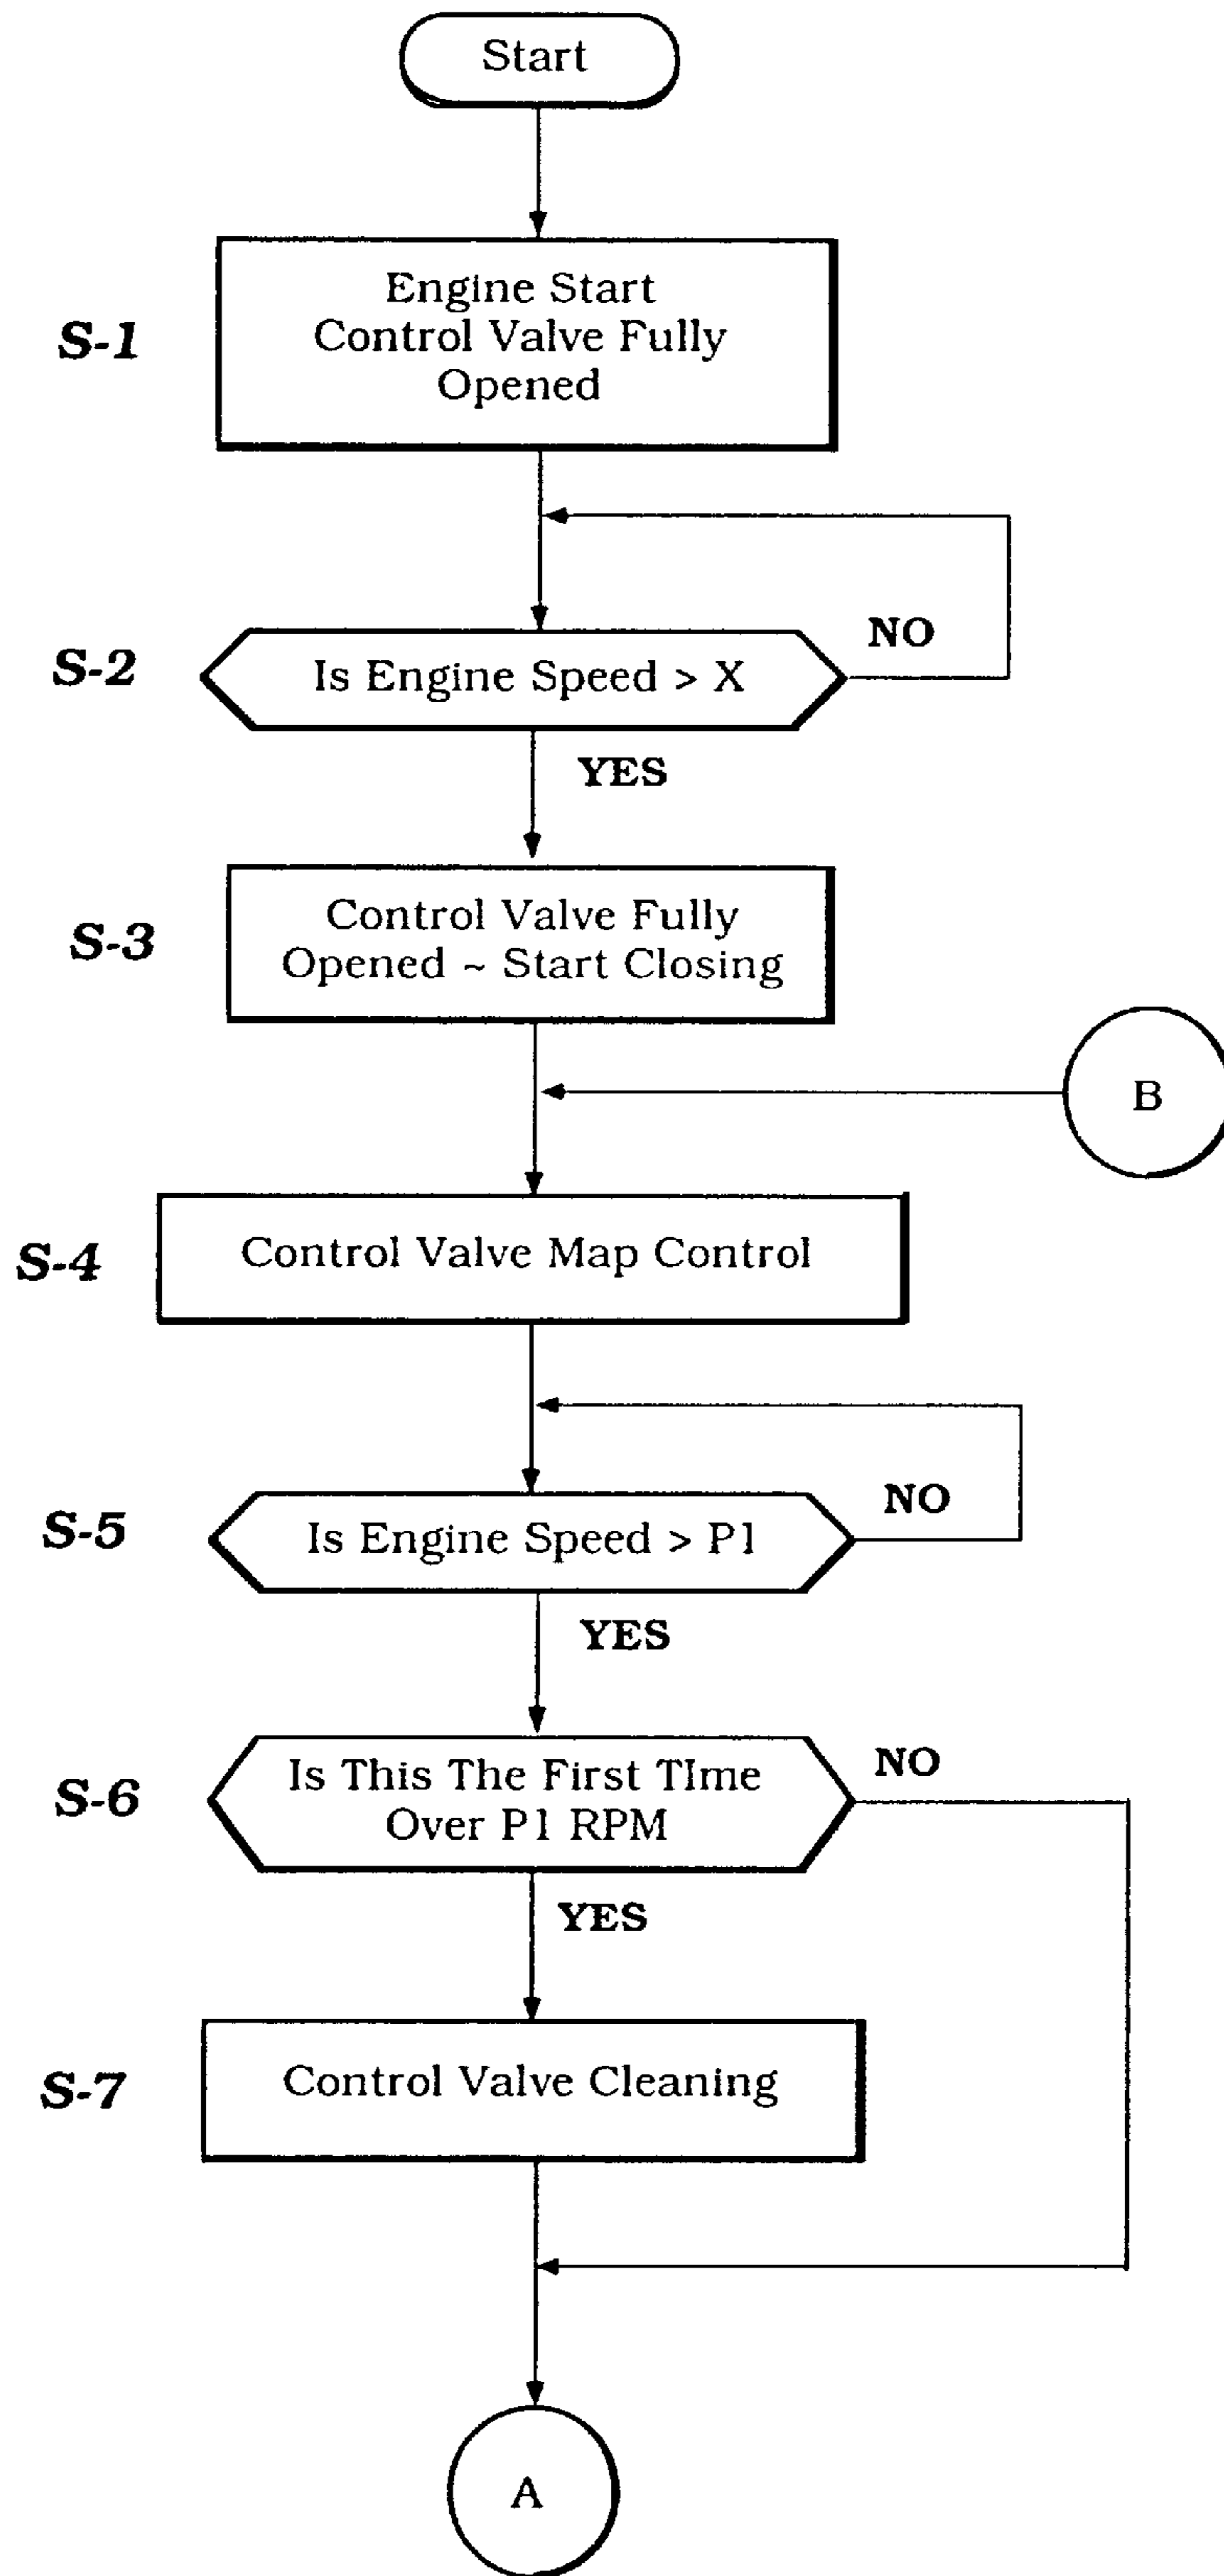 Start
S-1
Engine Start
Control Valve Fully
Opened
S-2
Is Engine Speed > X
NO
YES
S-3
Control Valve Fully
Opened ~ Start Closing
B
S-4
Control Valve Map Control
S-5
Is Engine Speed > P1
NO
YES
S-6
Is This The First TIme
Over P1 RPM
NO
YES
S-7
Control Valve Cleaning
A